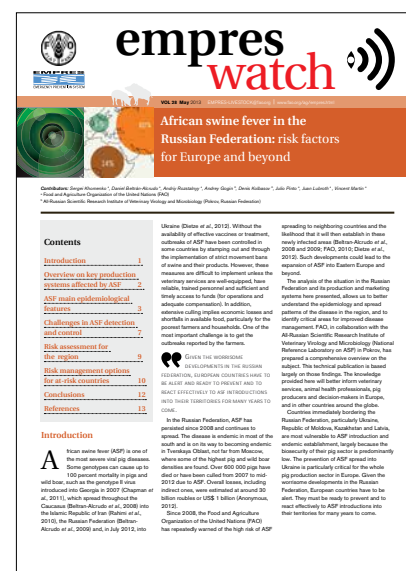 empres
watch
EMPRES
VOL 28 May 2013
African swine fever in the
Russian Federation: risk factors
for Europe and beyond
14%
Contributors: Sergei Khomenko, Daniel Beltrán-Alcrudo, Andriy Rozstalnyy, Andrey Gogin, Denis Kolbasov, Julio Pinto, Juan Lubroth, Vincent Martin
Food and Agriculture Organization of the United Nations (FAO)
All-Russian Scientific Research Institute of Veterinary Virology and Microbiology (Pokrov, Russian Federation)
Contents
Introduction 1
Overview on key production
systems affected by ASF 2
ASF main epidemiological
features 3
Challenges in ASF detection
and control 7
Risk assessment for
the region 9
Risk management options
for at-risk countries 10
Conclusions 12
References 13
Introduction
African swine fever (ASF) is one of
the most severe viral pig diseases.
Some genotypes can cause up to
100 percent mortality in pigs and
wild boar, such as the genotype II virus
introduced into Georgia in 2007 (Chapman et
al., 2011), which spread throughout the
Caucasus (Beltran-Alcrudo et al., 2008) into
the Islamic Republic of Iran (Rahimi et al.,
2010), the Russian Federation (Beltran-
Alcrudo et al., 2009) and, in July 2012, into
Ukraine (Dietze et al., 2012). Without the
availability of effective vaccines or treatment,
outbreaks of ASF have been controlled in
some countries by stamping out and through
the implementation of strict movement bans
of swine and their products. However, these
measures are difficult to implement unless the
veterinary services are well-equipped, have
reliable, trained personnel and sufficient and
timely access to funds (for operations and
adequate compensations). In addition,
extensive culling implies economic losses and
shortfalls in available food, particularly for the
poorest farmers and households. One of the
most important challenges is to get the
outbreaks reported by the farmers.
GIVEN THE WORRISOME
DEVELOPMENTS IN THE RUSSIAN
FEDERATION, EUROPEAN COUNTRIES HAVE TO
BE ALERT AND READY TO PREVENT AND TO
REACT EFFECTIVELY TO ASF INTRODUCTIONS
INTO THEIR TERRITORIES FOR MANY YEARS TO
COME.
In the Russian Federation, ASF has
persisted since 2008 and continues to
spread. The disease is endemic in most of the
south and is on its way to becoming endemic
in Tverskaya Oblast, not far from Moscow,
where some of the highest pig and wild boar
densities are found. Over 600 000 pigs have
died or have been culled from 2007 to mid-
2012 due to ASF. Overall losses, including
indirect ones, were estimated at around 30
billion roubles or US$ 1 billion (Anonymous,
2012).
Since 2008, the Food and Agriculture
Organization of the United Nations (FAO)
has repeatedly warned of the high risk of ASF
spreading to neighboring countries and the
likelihood that it will then establish in these
newly infected areas (Beltran-Alcrudo et al.,
2008 and 2009; FAO, 2010; Dietze et al.,
2012). Such developments could lead to the
expansion of ASF into Eastern Europe and
beyond.
The analysis of the situation in the Russian
Federation and its production and marketing
systems here presented, allows us to better
understand the epidemiology and spread
patterns of the disease in the region, and to
identify critical areas for improved disease
management. FAO, in collaboration with the
All-Russian Scientific Research Institute of
Veterinary Virology and Microbiology (National
Reference Laboratory on ASF) in Pokrov, has
prepared a comprehensive overview on the
subject. This technical publication is based
largely on those findings. The knowledge
provided here will better inform veterinary
services, animal health professionals, pig
producers and decision-makers in Europe,
and in other countries around the globe.
Countries immediately bordering the
Russian Federation, particularly Ukraine,
Republic of Moldova, Kazakhstan and Latvia,
are most vulnerable to ASF introduction and
endemic establishment, largely because the
biosecurity of their pig sector is predominantly
low. The prevention of ASF spread into
Ukraine is particularly critical for the whole
pig production sector in Europe. Given the
worrisome developments in the Russian
Federation, European countries have to be
alert. They must be ready to prevent and to
react effectively to ASF introductions into
their territories for many years to come.